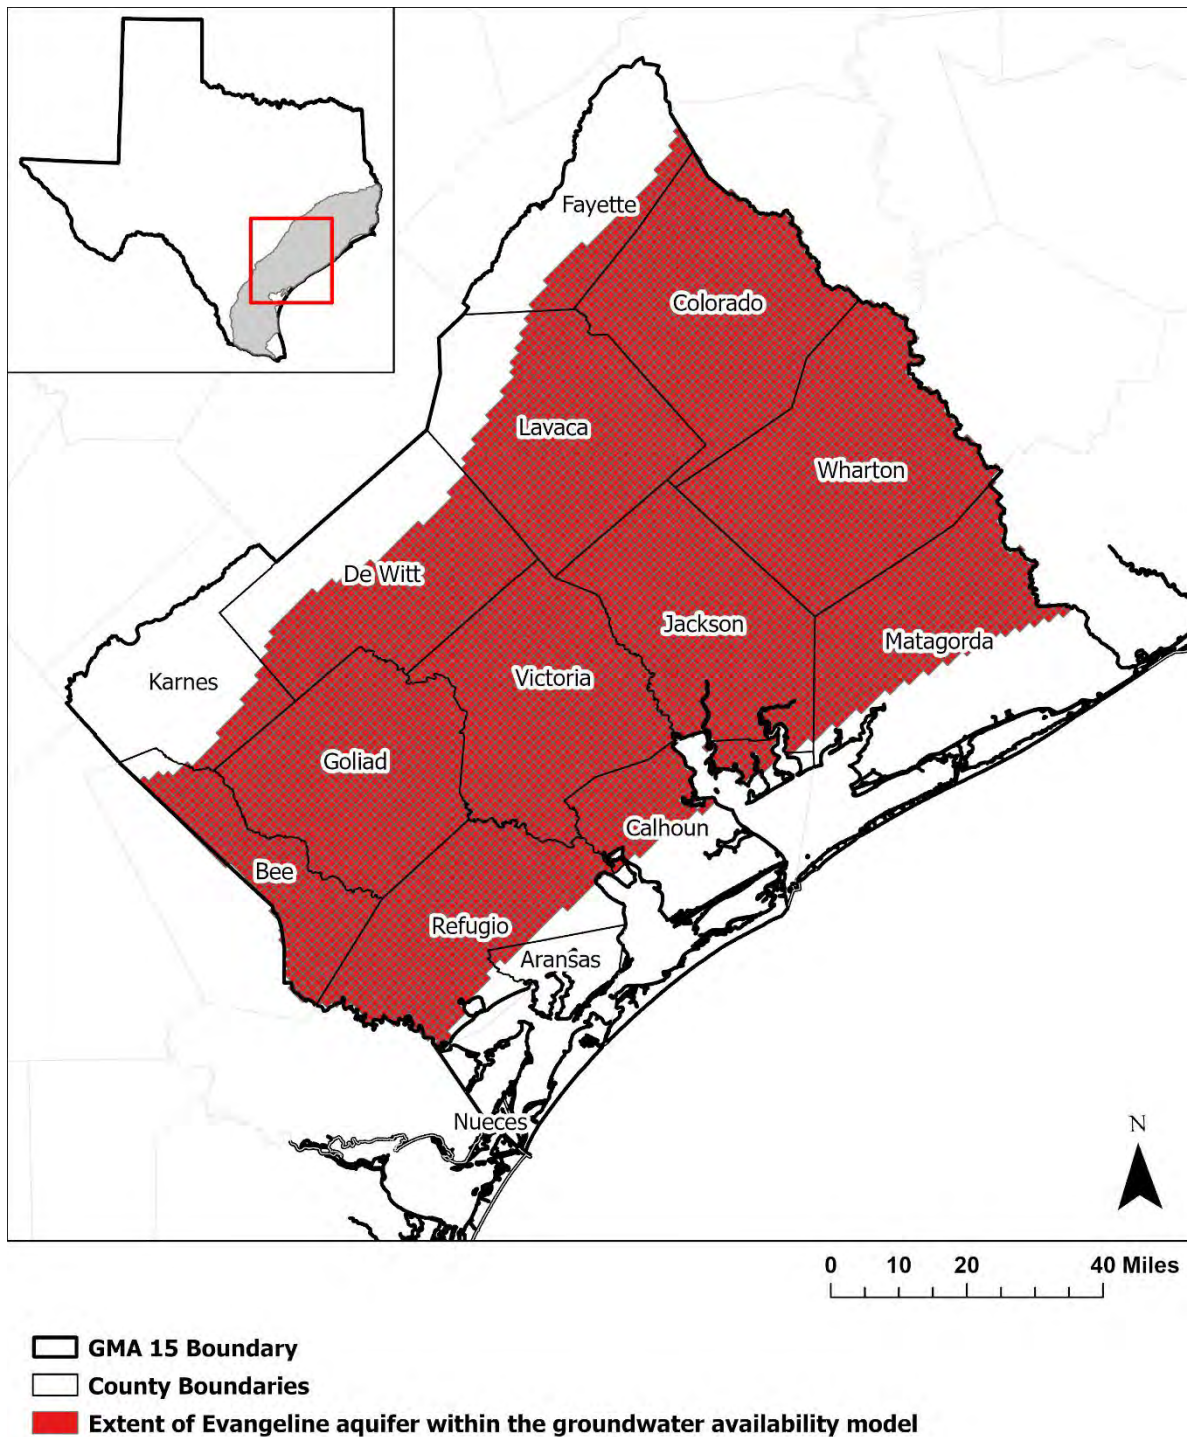 Fayette
Colorado
Lavaca
Wharton
De Witt
Jackson
Matagorda
Karnes
Victoria
Goliad
Calhoun
Bee
Refugio
Aransas
Nueces
N
0 10 20 40 Miles
GMA 15 Boundary
County Boundaries
Extent of Evangeline aquifer within the groundwater availability model